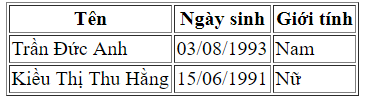 Tên Ngày sinh Giới tính
Trần Đức Anh 03/08/1993 Nam
Kiều Thị Thu Hằng 15/06/1991 Nữ